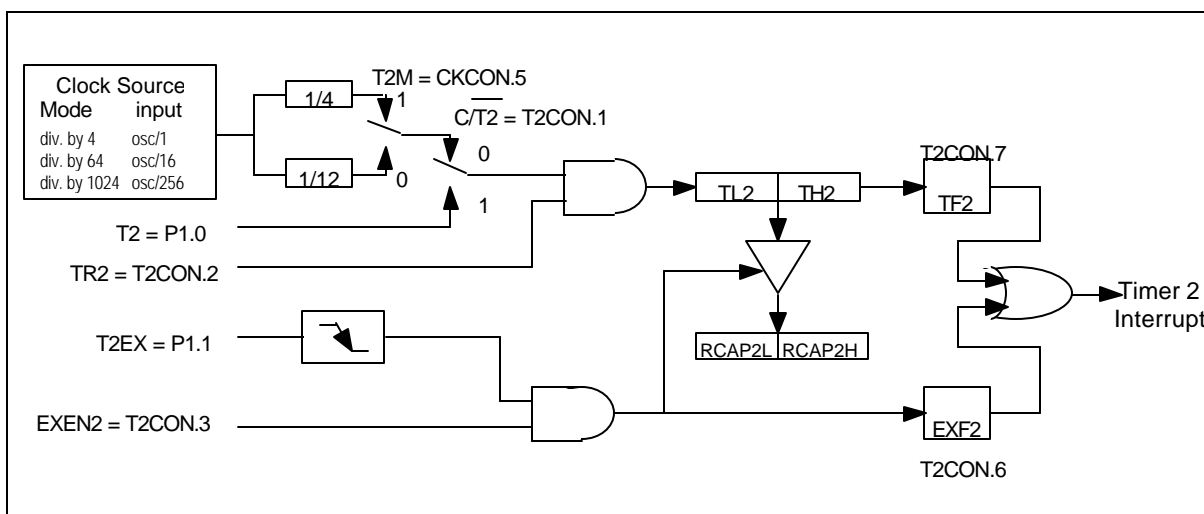 Clock Source
Mode input
div. by 4 osc/1
div. by 64 osc/16
div. by 1024 osc/256
1/4
1/12
T2M = CKCON.5
1
0
C/T2 = T2CON.1
0
1
T2 = P1.0
TR2 = T2CON.2
TL2 TH2
T2CON.7
TF2
T2EX = P1.1
RCAP2L RCAP2H
Timer 2
Interrupt
EXEN2 = T2CON.3
EXF2
T2CON.6